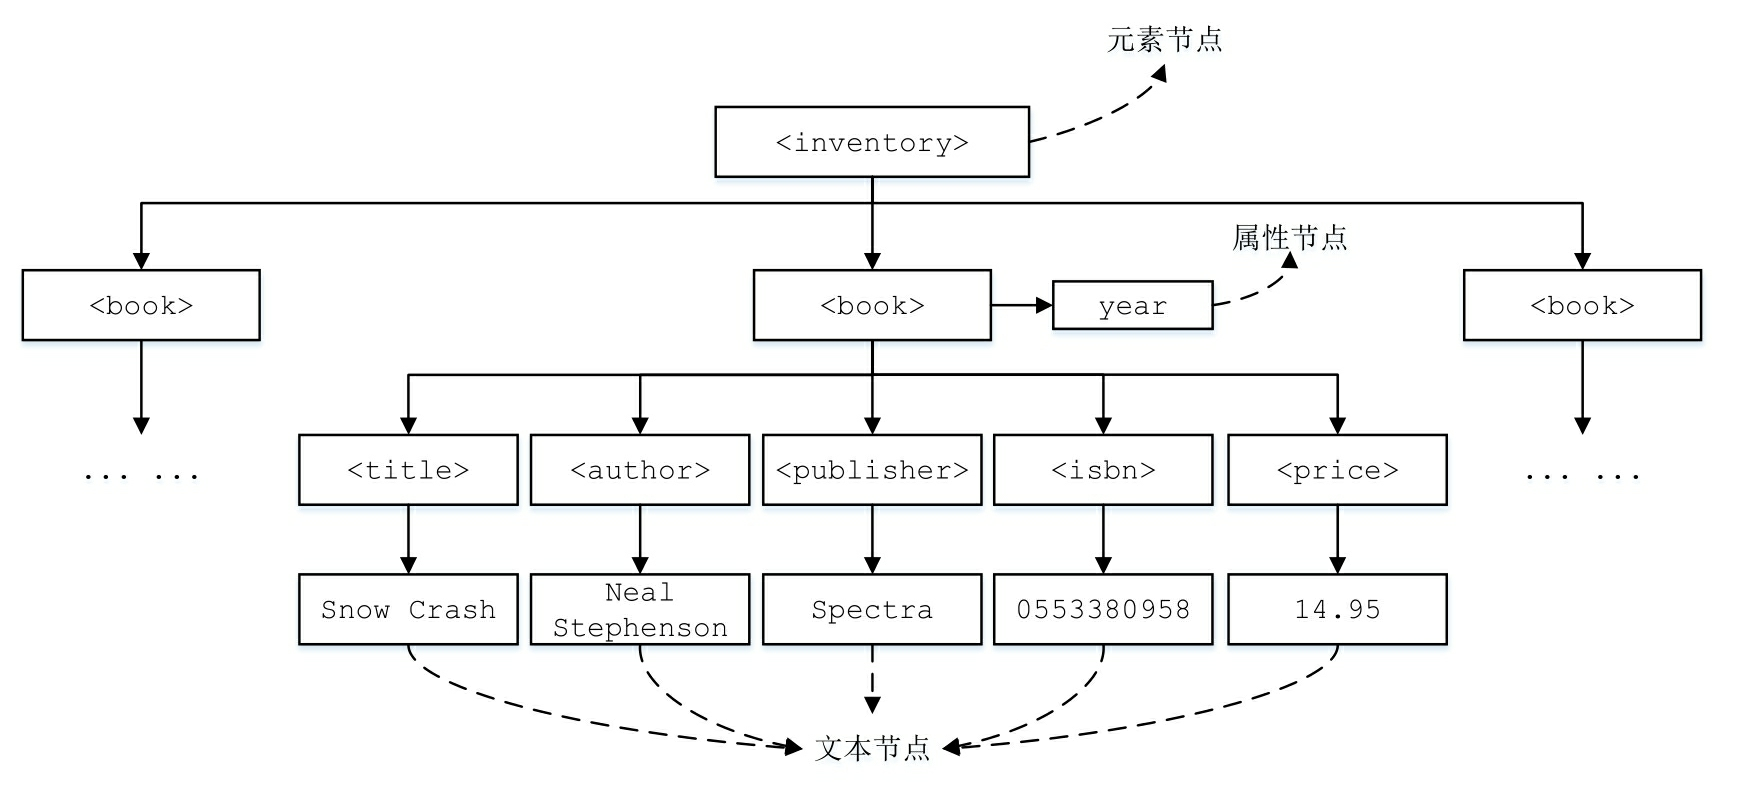 元素节点
<inventory>
属性节点
<book>
<book>
year
<book>
... ...
<title>
<author>
<publisher>
<isbn>
<price>
... ...
Snow Crash
Neal
Stephenson
Spectra
0553380958
14.95
文本节点